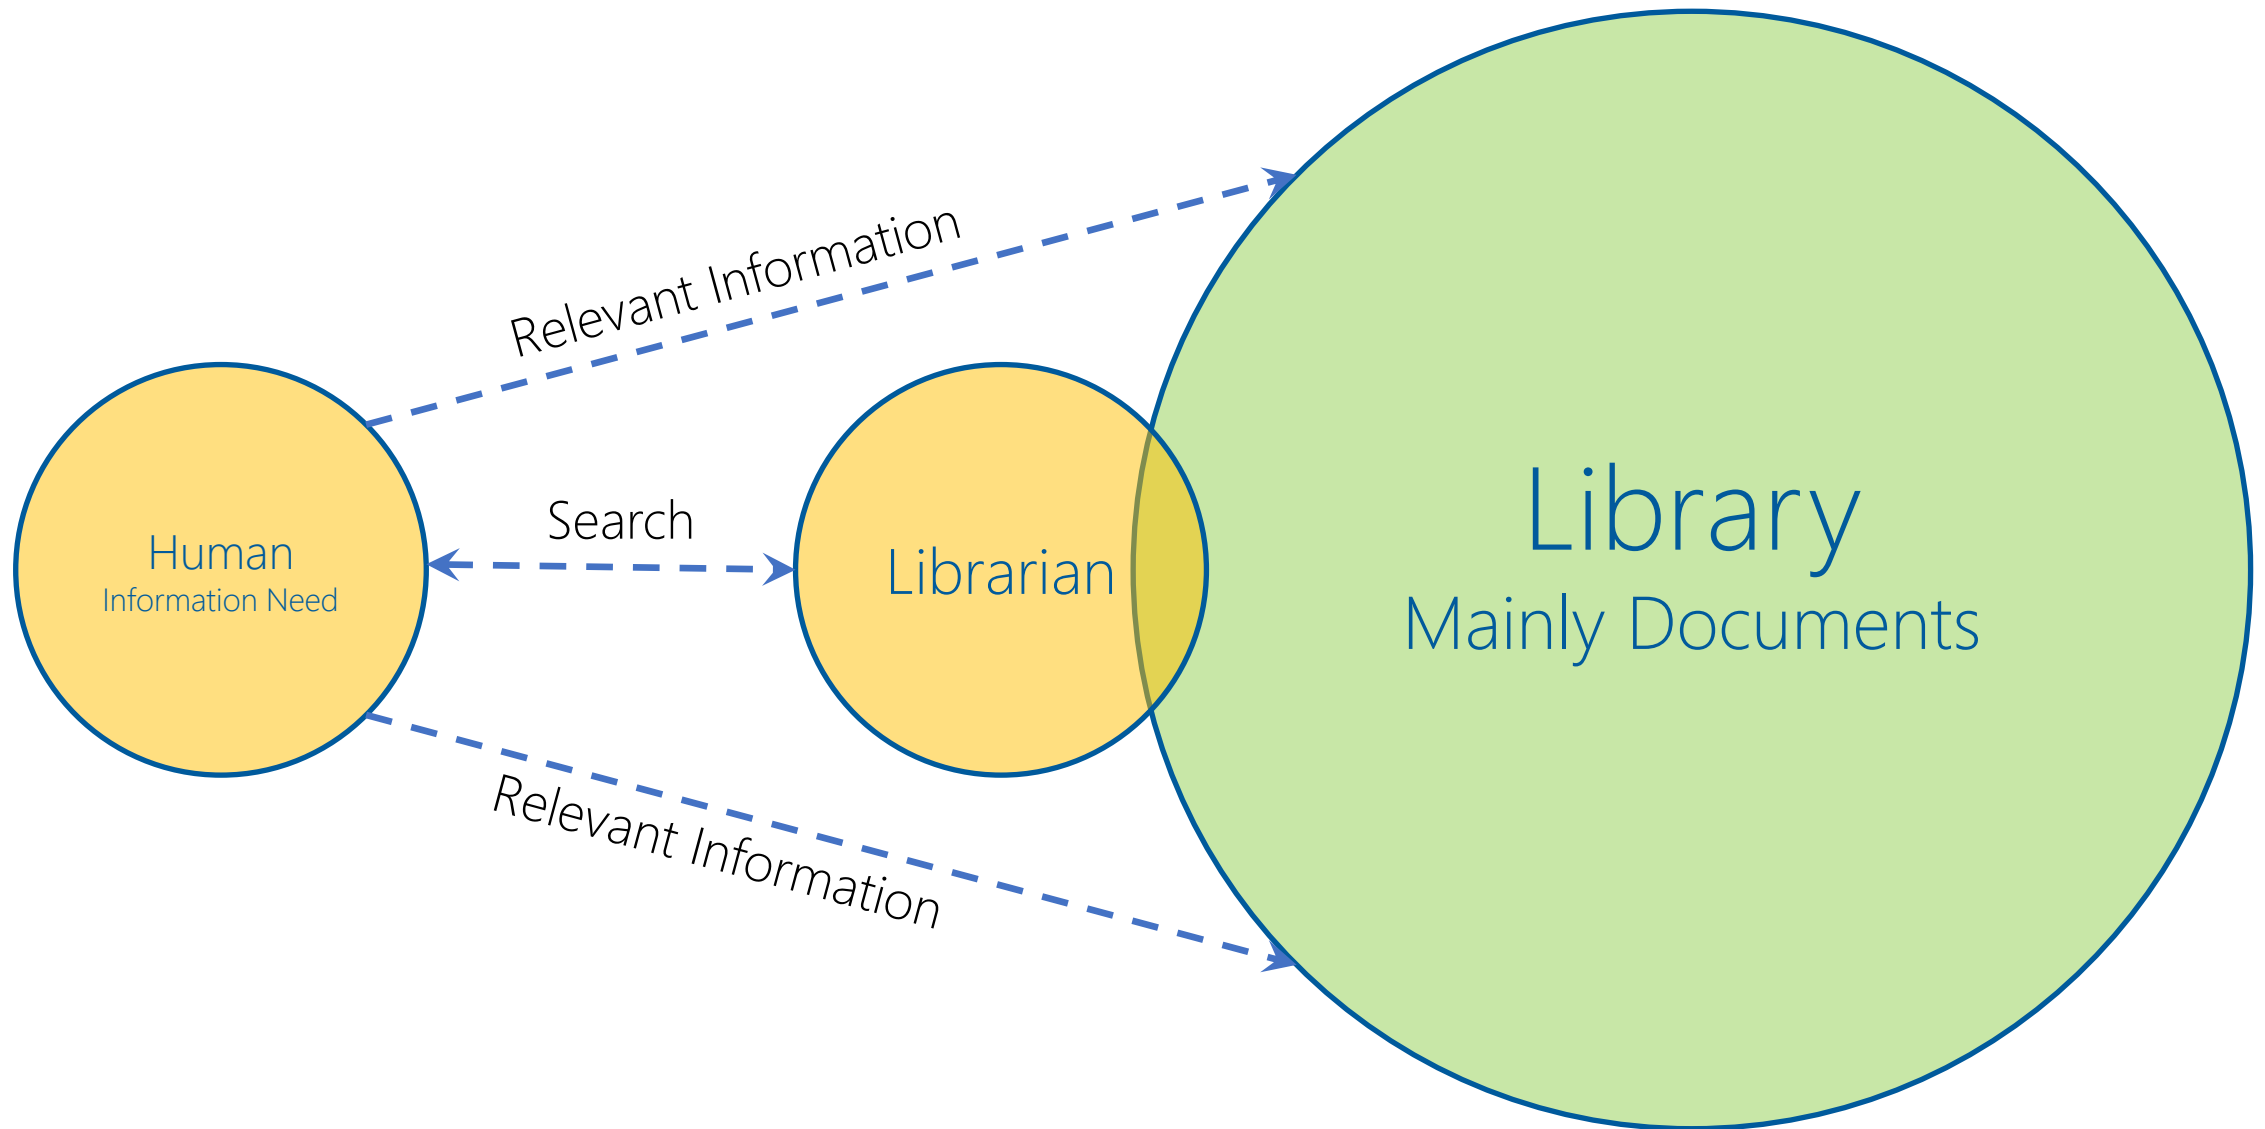 Relevant Information
Search
Human
Information Need
Librarian
Library
Mainly Documents
Relevant Information